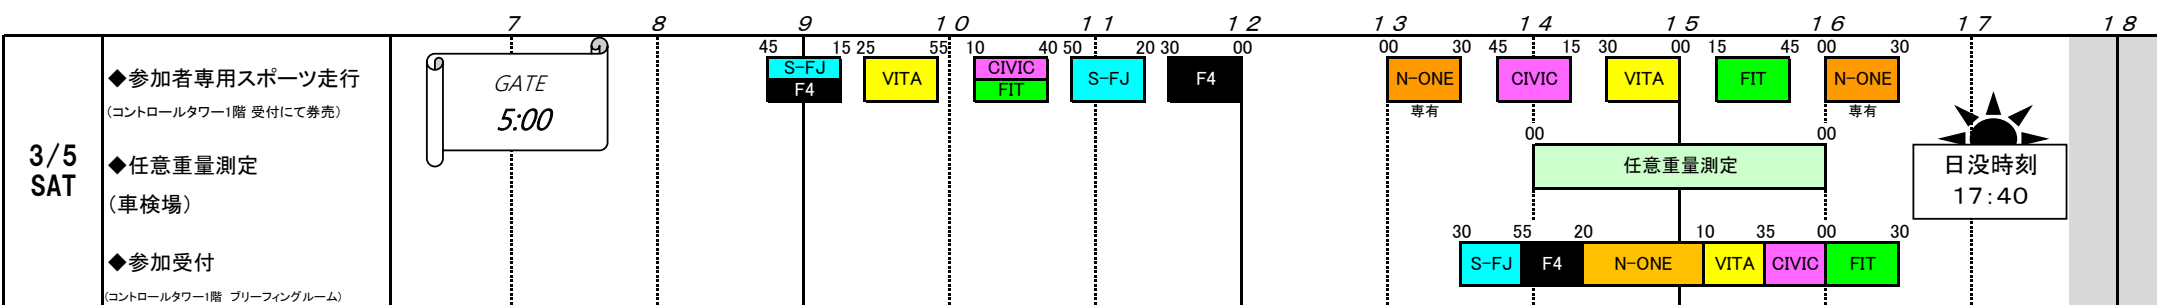 7 8 9 10 11 12 13 14 15 16 17 18
3/5
SAT
◆参加者専用スポーツ走行
(コントロールタワー1階 受付にて券売)
◆任意重量測定
(車検場)
◆参加受付
(コントロールタワー1階 ブリーフィングルーム)
GATE
5:00
45 15 25 55 10 40 50 20 30 00 00 30 45 15 30 00 15 45 00 30
S-FJ
F4
VITA
CIVIC
FIT
S-FJ
F4
N-ONE
専有
CIVIC
VITA
FIT
N-ONE
専有
00 00
任意重量測定
30 55 20 10 35 00 30
S-FJ F4 N-ONE VITA CIVIC FIT
日没時刻
17:40